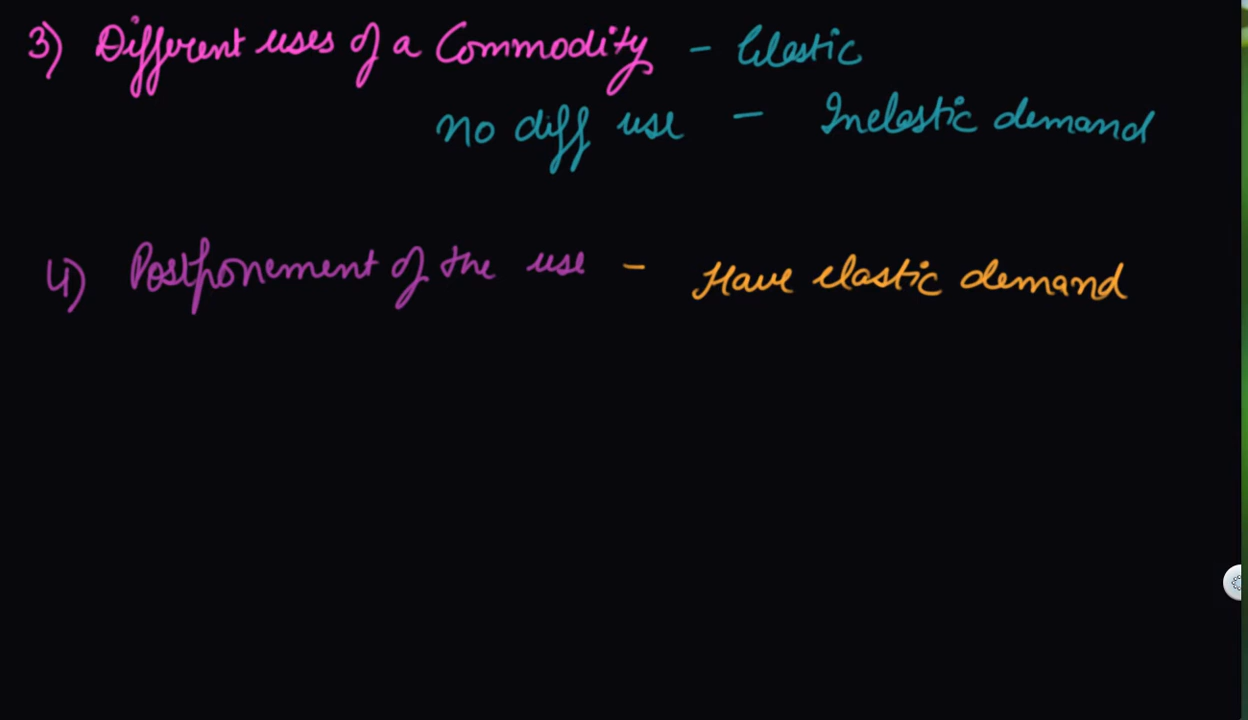 3) Different uses of a Commodity - Elastic
no diff use - Inelastic demand
4) Postponement of the use - Have elastic demand